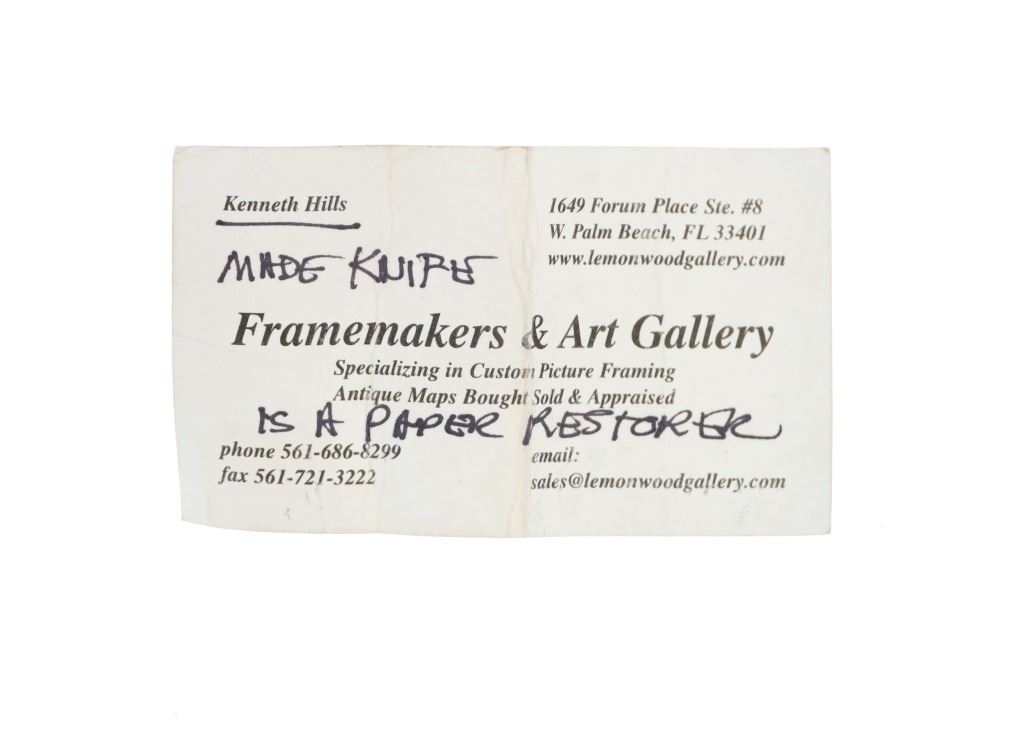 Kenneth Hills
1649 Forum Place Ste. #8
W. Palm Beach, FL 33401
www.lemonwoodgallery.com
MADE KNIFE
Framemakers & Art Gallery
Specializing in Custom Picture Framing
Antique Maps Bought Sold & Appraised
IS A PAPER RESTORER
phone 561-686-8299
fax 561-721-3222
email:
sales@lemonwoodgallery.com